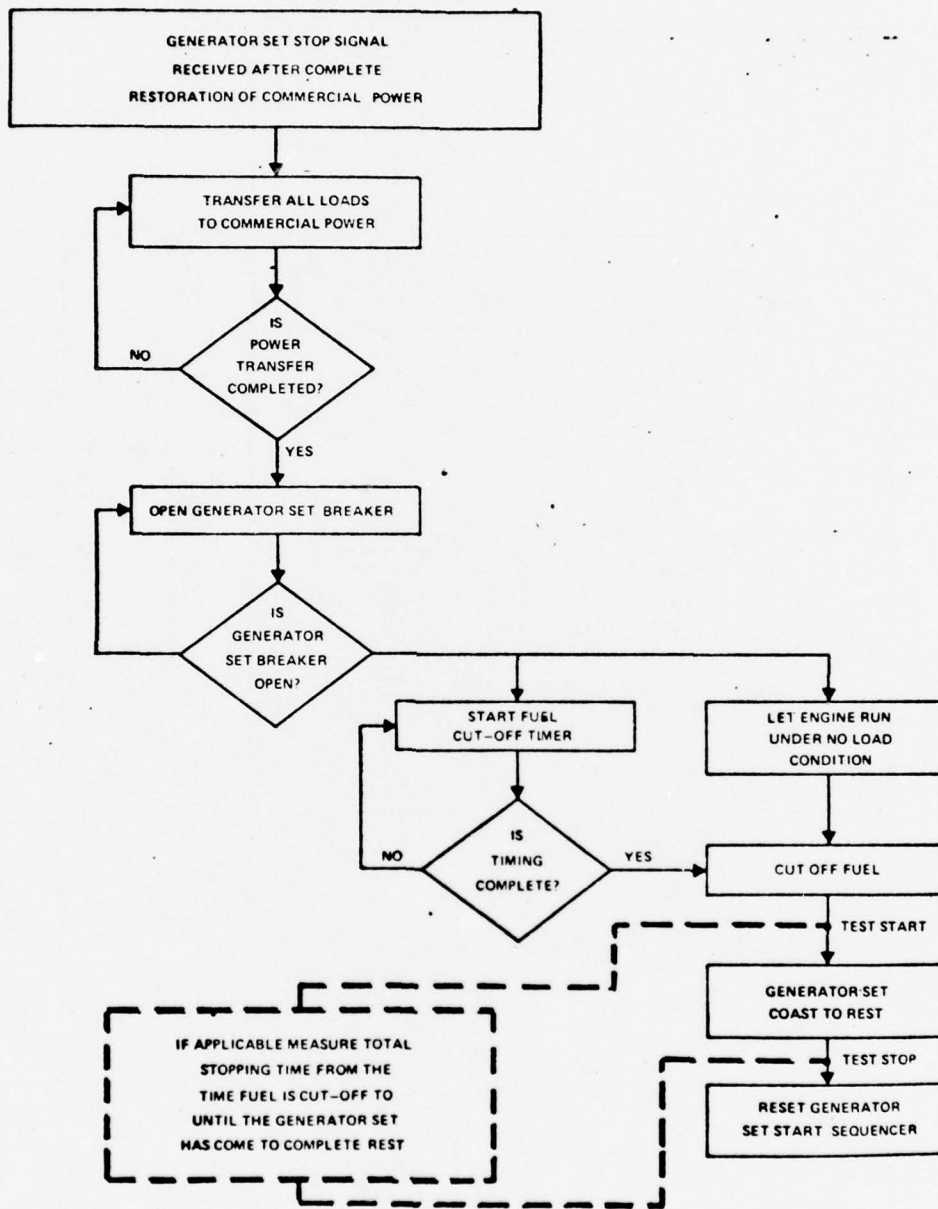 GENERATOR SET STOP SIGNAL
RECEIVED AFTER COMPLETE
RESTORATION OF COMMERCIAL POWER
TRANSFER ALL LOADS
TO COMMERCIAL POWER
IS
POWER
TRANSFER
COMPLETED?
NO
YES
OPEN GENERATOR SET BREAKER
IS
GENERATOR
SET BREAKER
OPEN?
START FUEL
CUT-OFF TIMER
LET ENGINE RUN
UNDER NO LOAD
CONDITION
IS
TIMING
COMPLETE?
NO
YES
CUT OFF FUEL
TEST START
GENERATOR SET
COAST TO REST
TEST STOP
RESET GENERATOR
SET START SEQUENCER
IF APPLICABLE MEASURE TOTAL
STOPPING TIME FROM THE
TIME FUEL IS CUT-OFF TO
UNTIL THE GENERATOR SET
HAS COME TO COMPLETE REST